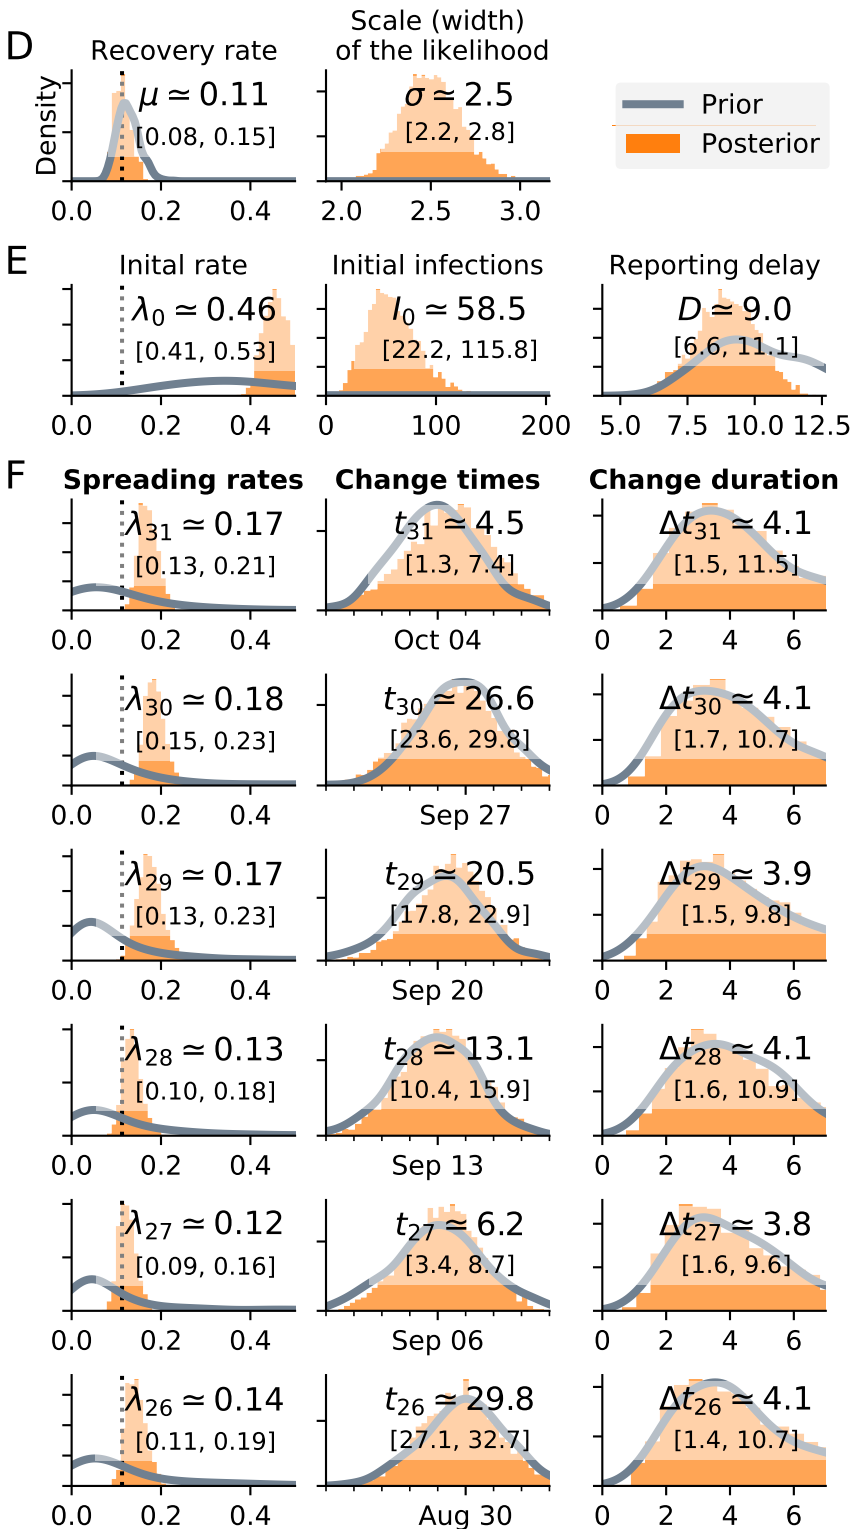 D
Recovery rate
Scale (width)
of the likelihood
Density
μ ≃ 0.11
[0.08, 0.15]
σ ≃ 2.5
[2.2, 2.8]
Prior
Posterior
0.0 0.2 0.4
2.0 2.5 3.0
E
Inital rate
Initial infections
Reporting delay
λ0 ≃ 0.46
[0.41, 0.53]
I0 ≃ 58.5
[22.2, 115.8]
D ≃ 9.0
[6.6, 11.1]
0.0 0.2 0.4
0 100 200
5.0 7.5 10.0 12.5
F
Spreading rates
Change times
Change duration
λ31 ≃ 0.17
[0.13, 0.21]
t31 ≃ 4.5
[1.3, 7.4]
Δt31 ≃ 4.1
[1.5, 11.5]
0.0 0.2 0.4
Oct 04
0 2 4 6
λ30 ≃ 0.18
[0.15, 0.23]
t30 ≃ 26.6
[23.6, 29.8]
Δt30 ≃ 4.1
[1.7, 10.7]
0.0 0.2 0.4
Sep 27
0 2 4 6
λ29 ≃ 0.17
[0.13, 0.23]
t29 ≃ 20.5
[17.8, 22.9]
Δt29 ≃ 3.9
[1.5, 9.8]
0.0 0.2 0.4
Sep 20
0 2 4 6
λ28 ≃ 0.13
[0.10, 0.18]
t28 ≃ 13.1
[10.4, 15.9]
Δt28 ≃ 4.1
[1.6, 10.9]
0.0 0.2 0.4
Sep 13
0 2 4 6
λ27 ≃ 0.12
[0.09, 0.16]
t27 ≃ 6.2
[3.4, 8.7]
Δt27 ≃ 3.8
[1.6, 9.6]
0.0 0.2 0.4
Sep 06
0 2 4 6
λ26 ≃ 0.14
[0.11, 0.19]
t26 ≃ 29.8
[27.1, 32.7]
Δt26 ≃ 4.1
[1.4, 10.7]
0.0 0.2 0.4
Aug 30
0 2 4 6